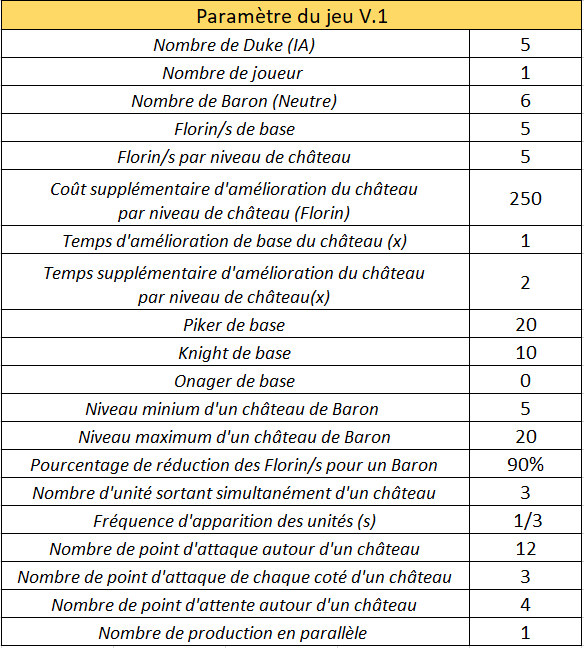 Paramètre du jeu V.1
Nombre de Duke (IA) 5
Nombre de joueur 1
Nombre de Baron (Neutre) 6
Florin/s de base 5
Florin/s par niveau de château 5
Coût supplémentaire d'amélioration du château
par niveau de château (Florin) 250
Temps d'amélioration de base du château (x) 1
Temps supplémentaire d'amélioration du château
par niveau de château(x) 2
Piker de base 20
Knight de base 10
Onager de base 0
Niveau minium d'un château de Baron 5
Niveau maximum d'un château de Baron 20
Pourcentage de réduction des Florin/s pour un Baron 90%
Nombre d'unité sortant simultanément d'un château 3
Fréquence d'apparition des unités (s) 1/3
Nombre de point d'attaque autour d'un château 12
Nombre de point d'attaque de chaque coté d'un château 3
Nombre de point d'attente autour d'un château 4
Nombre de production en parallèle 1